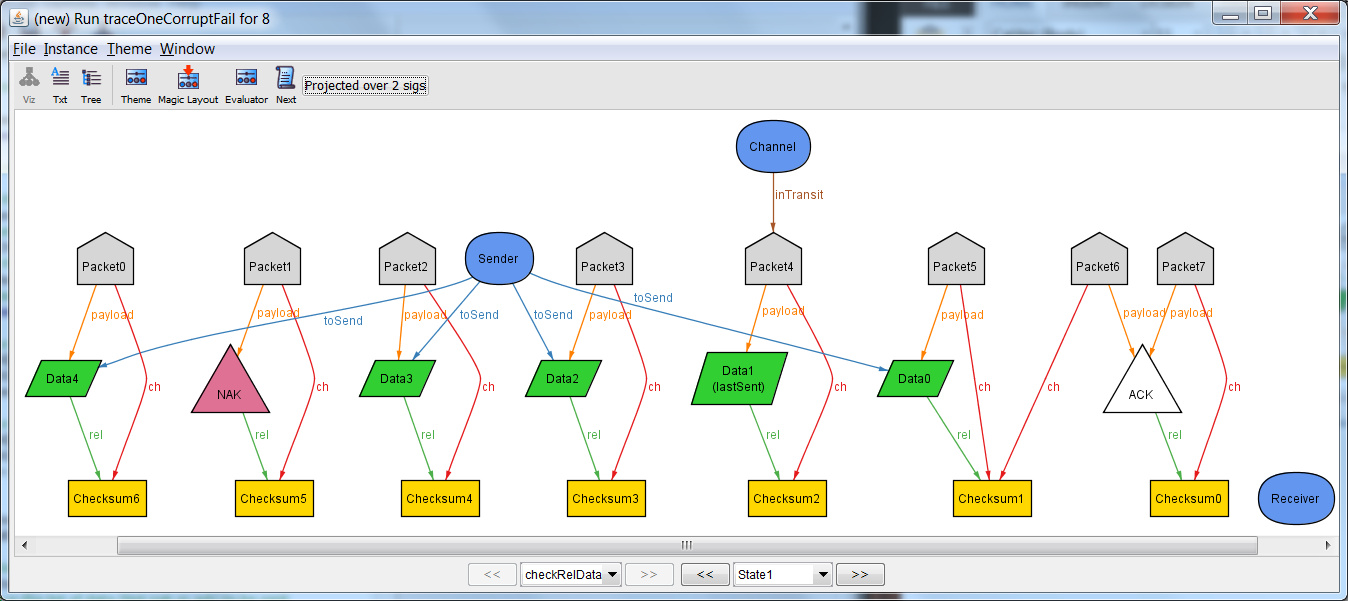 (new) Run traceOneCorruptFail for 8
File Instance Theme Window
Viz Txt Tree Theme Magic Layout Evaluator Next Projected over 2 sigs
Channel
inTransit
Packet0 Packet1 Packet2 Sender Packet3 Packet4 Packet5 Packet6 Packet7
toSend
payload payload payload payload payload payload payload payload
toSend toSend toSend
Data4 NAK Data3 Data2 Data1 Data0 ACK
(lastSent)
ch ch ch ch ch ch ch ch
rel rel rel rel rel rel rel
Checksum6 Checksum5 Checksum4 Checksum3 Checksum2 Checksum1 Checksum0 Receiver
<< checkRelData >> << State1 >>